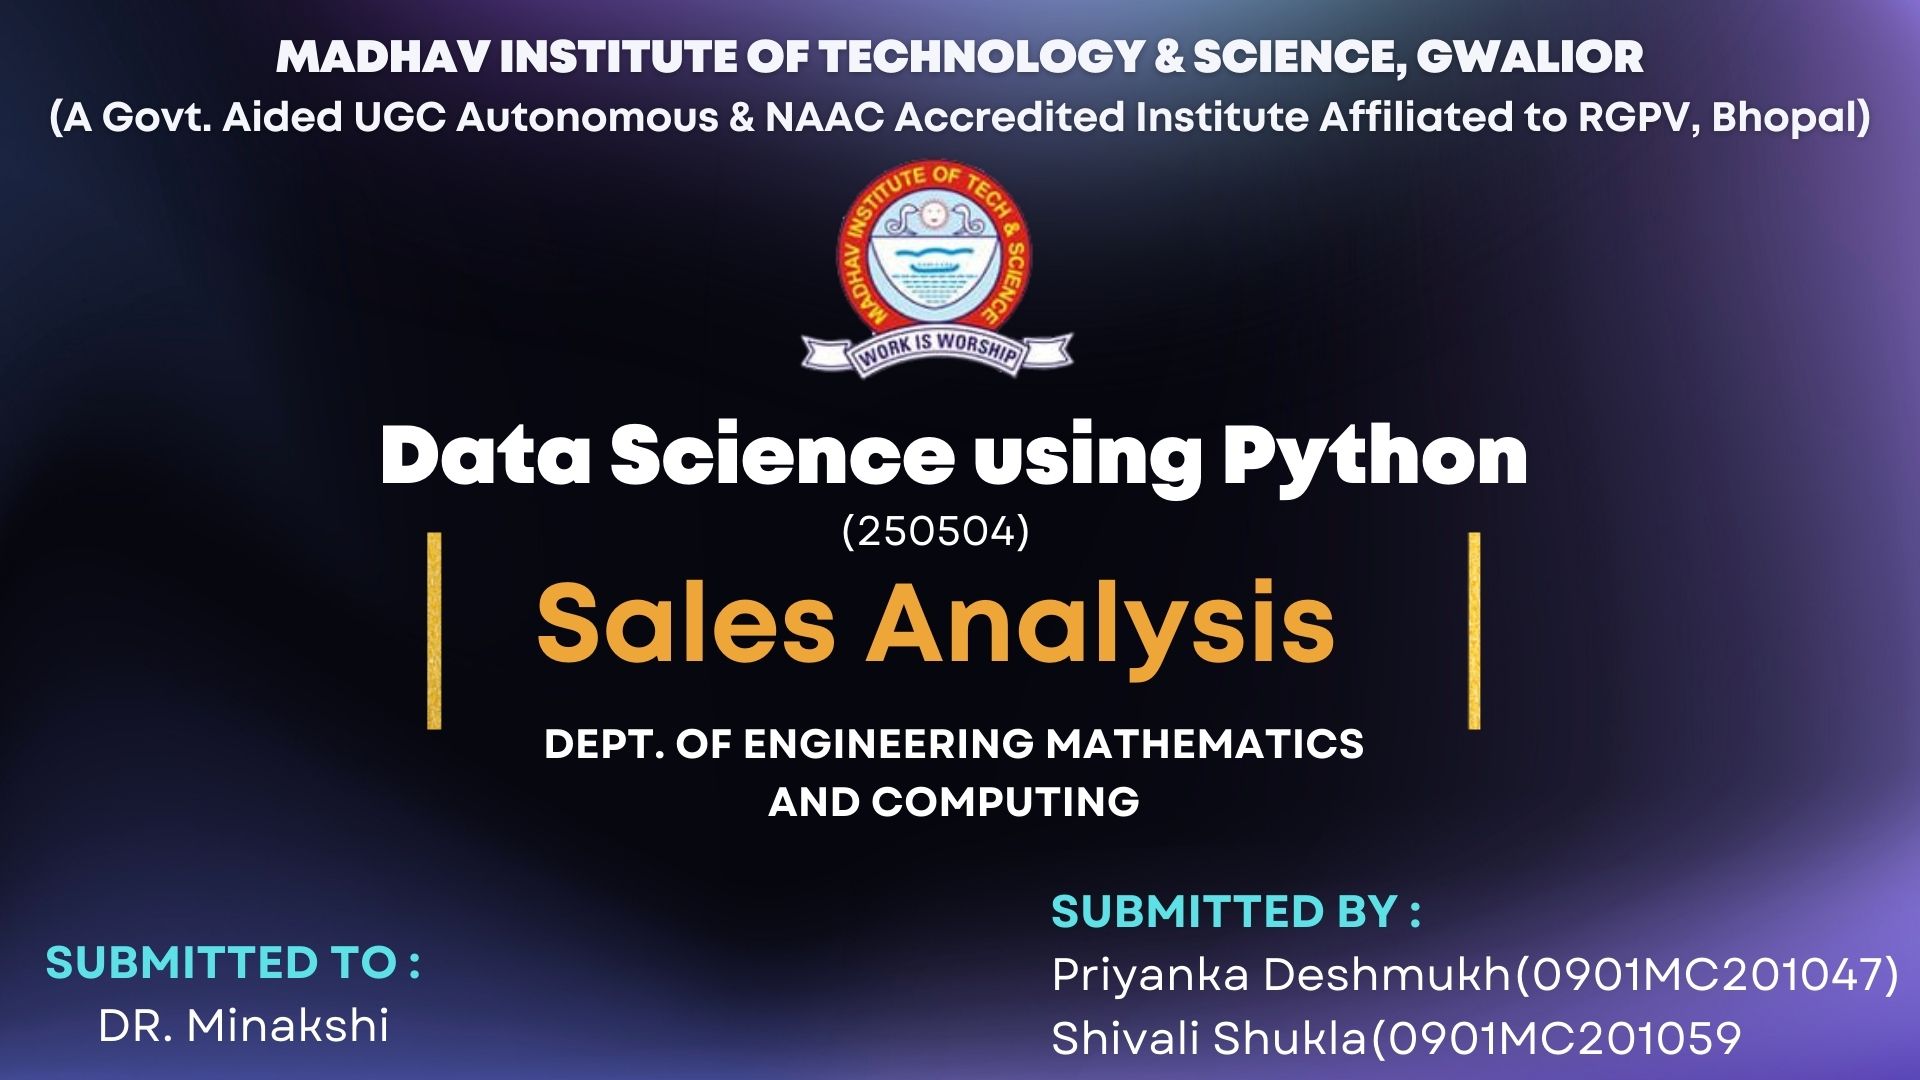 MADHAV INSTITUTE OF TECHNOLOGY & SCIENCE, GWALIOR
(A Govt. Aided UGC Autonomous & NAAC Accredited Institute Affiliated to RGPV, Bhopal)
MADHAV INSTITUTE OF TECH & SCIENCE
WORK IS WORSHIP
Data Science using Python
(250504)
Sales Analysis
DEPT. OF ENGINEERING MATHEMATICS
AND COMPUTING
SUBMITTED TO :
DR. Minakshi
SUBMITTED BY :
Priyanka Deshmukh(0901MC201047)
Shivali Shukla(0901MC201059